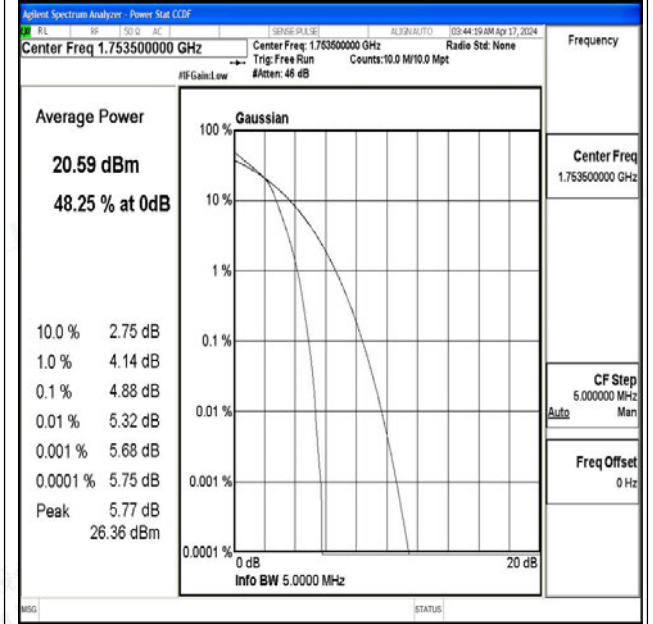 Agilent Spectrum Analyzer - Power Stat CCDF
RL RF 50 Ω AC SENSE:PULSE ALIGN AUTO 03:44:19 AM Apr 17, 2024
Center Freq 1.753500000 GHz
Center Freq: 1.753500000 GHz Radio Std: None
Trig: Free Run Counts:10.0 M/10.0 Mpt
#IFGain:Low #Atten: 46 dB
Frequency
Average Power
20.59 dBm
48.25 % at 0dB
10.0 % 2.75 dB
1.0 % 4.14 dB
0.1 % 4.88 dB
0.01 % 5.32 dB
0.001 % 5.68 dB
0.0001 % 5.75 dB
Peak 5.77 dB
26.36 dBm
Gaussian
100 %
10 %
1 %
0.1 %
0.01 %
0.001 %
0.0001 %
0 dB 20 dB
Info BW 5.0000 MHz
Center Freq
1.753500000 GHz
CF Step
5.000000 MHz
Auto Man
Freq Offset
0 Hz
MSG STATUS